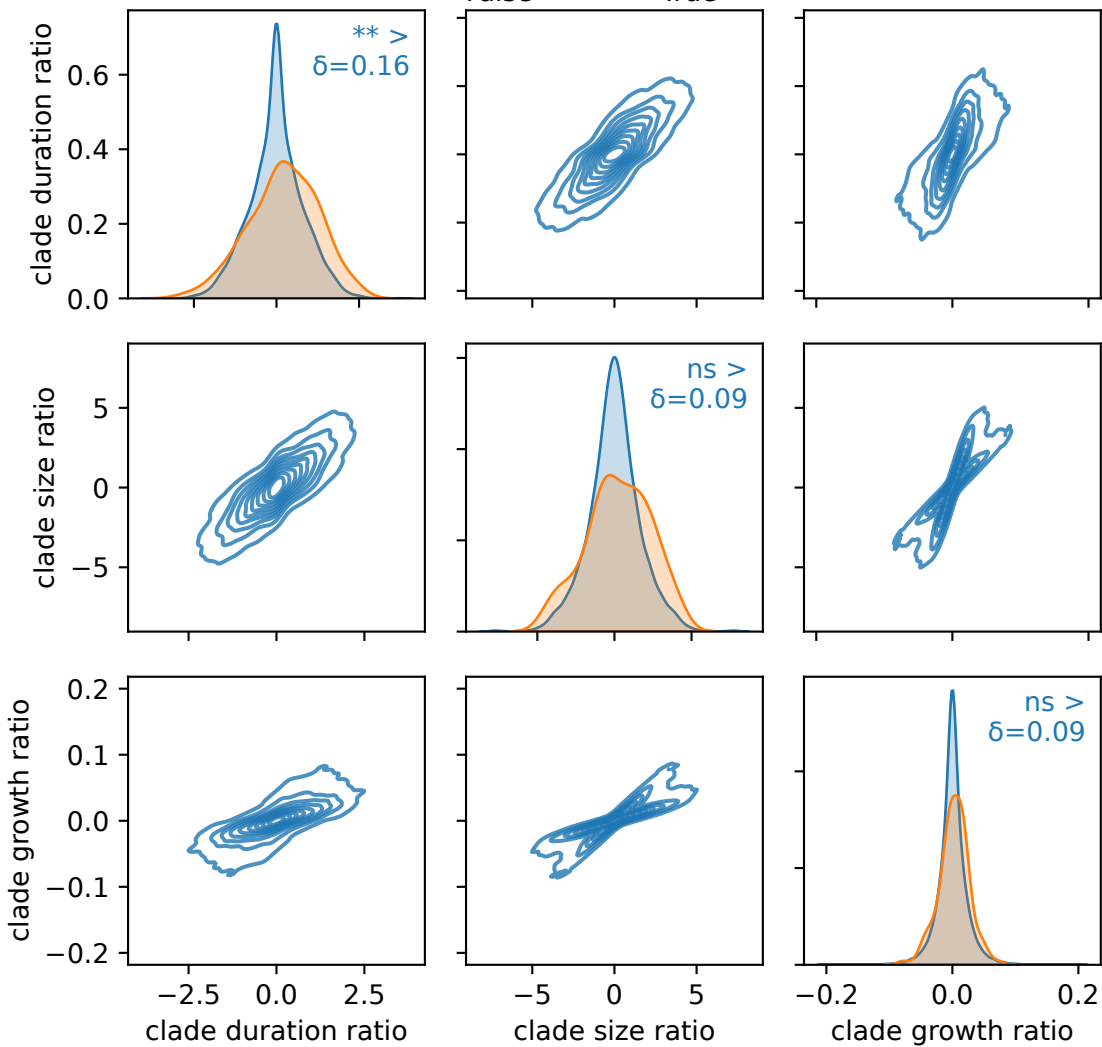 clade duration ratio
0.6
0.4
0.2
0.0
** >
δ=0.16
clade size ratio
5
0
−5
ns >
δ=0.09
clade growth ratio
0.2
0.1
0.0
−0.1
−0.2
ns >
δ=0.09
−2.5 0.0 2.5
−5 0 5
−0.2 0.0 0.2
clade duration ratio
clade size ratio
clade growth ratio